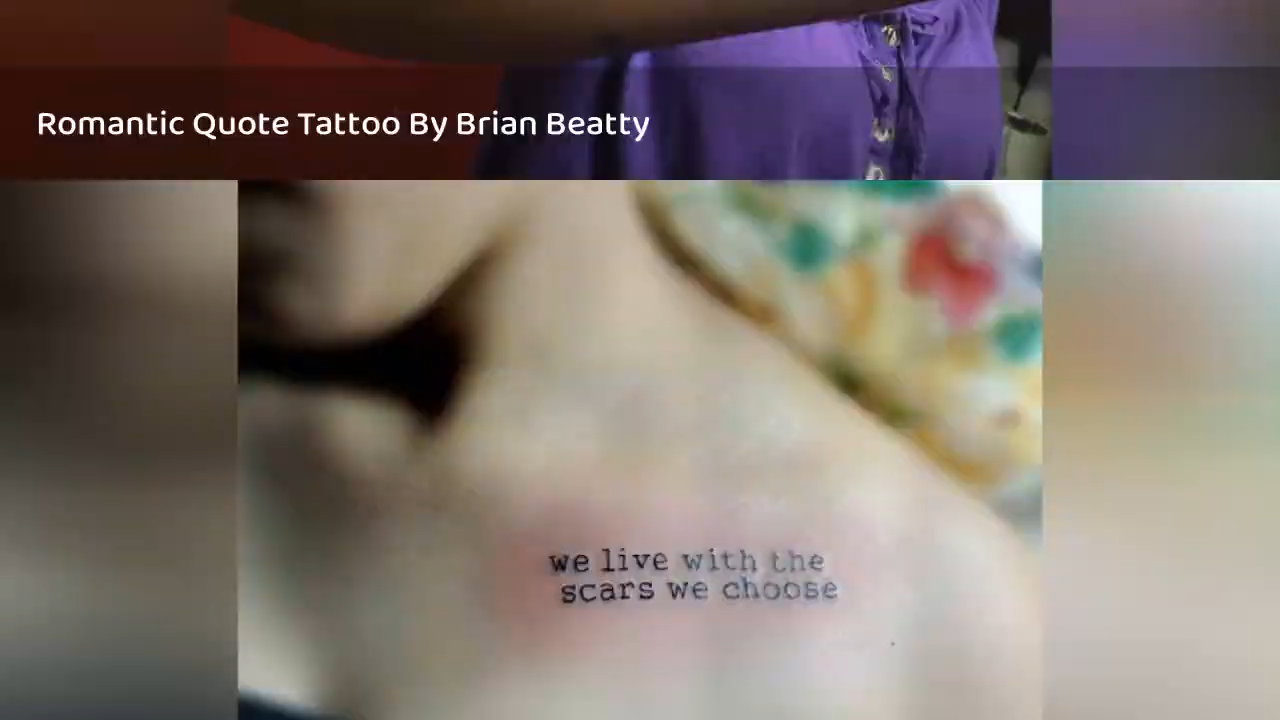 Romantic Quote Tattoo By Brian Beatty
we live with the
scars we choose